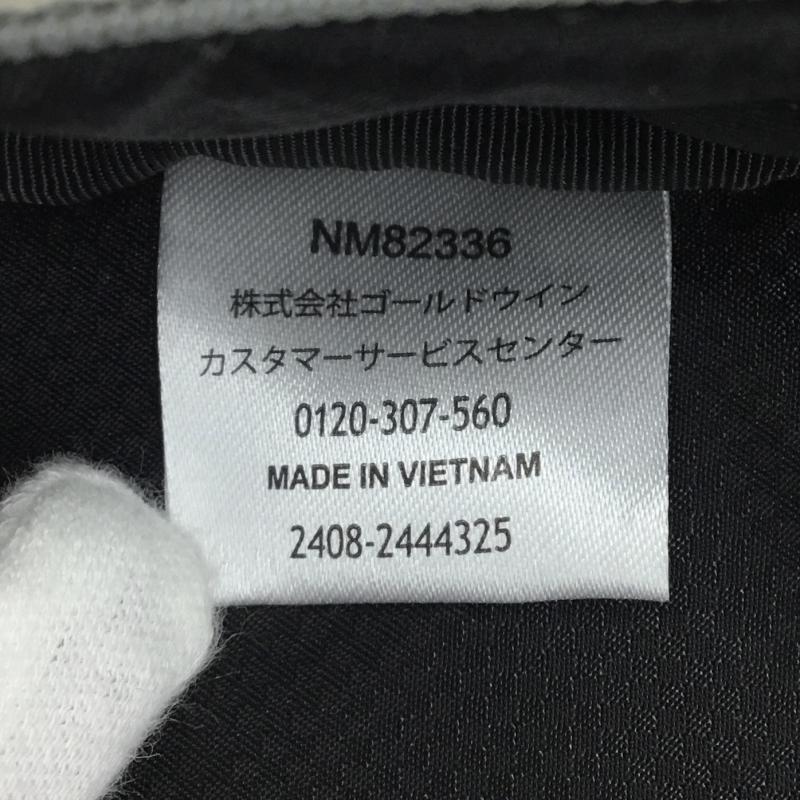 NM82336
株式会社ゴールドウイン
カスタマーサービスセンター
0120-307-560
MADE IN VIETNAM
2408-2444325